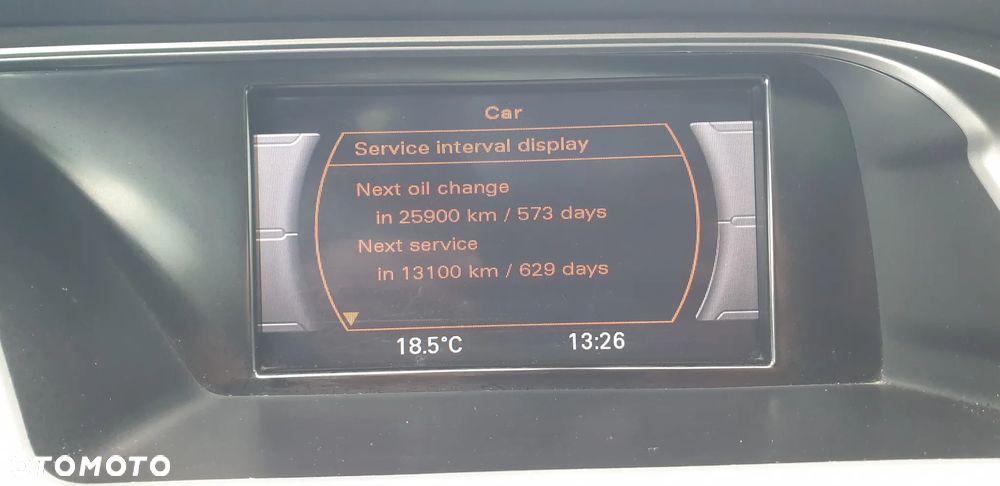 Car
Service interval display
Next oil change
in 25900 km / 573 days
Next service
in 13100 km / 629 days
18.5°C
13:26
OTOMOTO